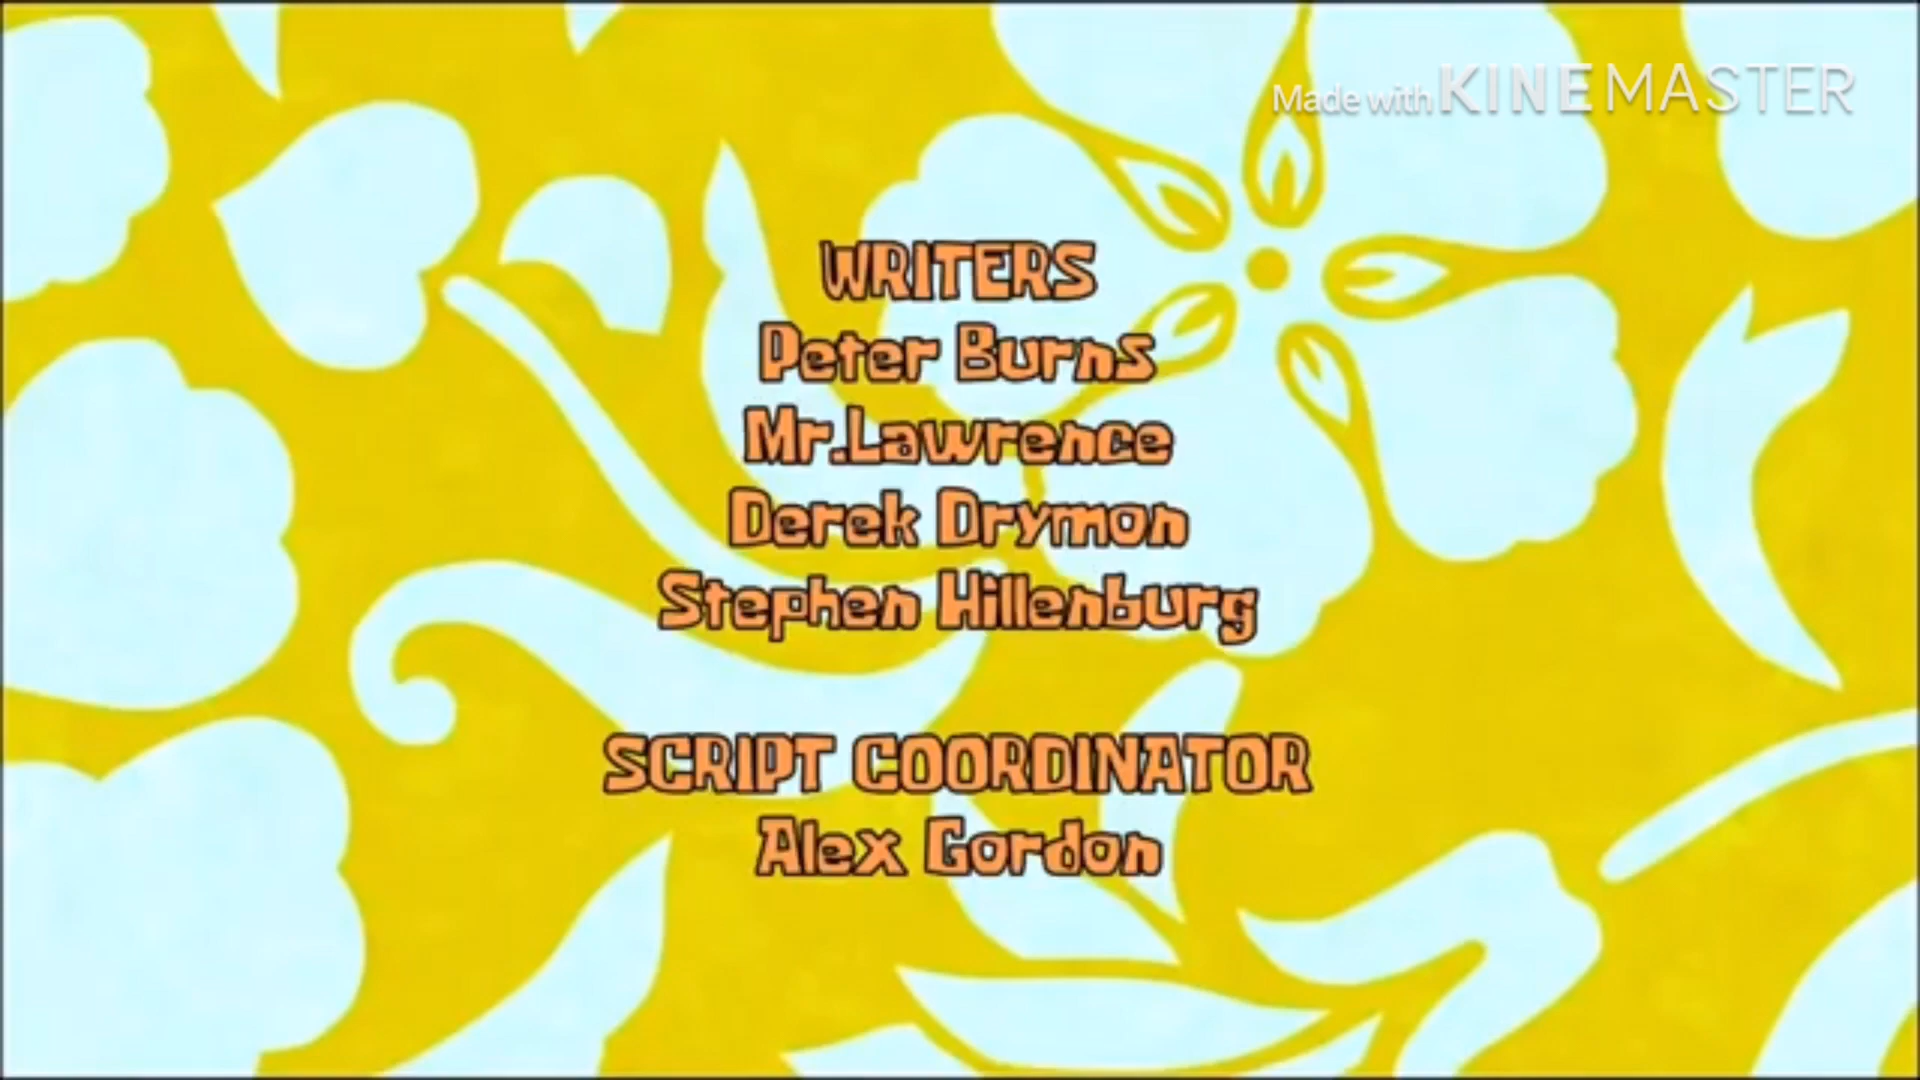 Made with KINEMASTER
WRITERS
Peter Burns
Mr.Lawrence
Derek Drymon
Stephen Hillenburg
SCRIPT COORDINATOR
Alex Gordon